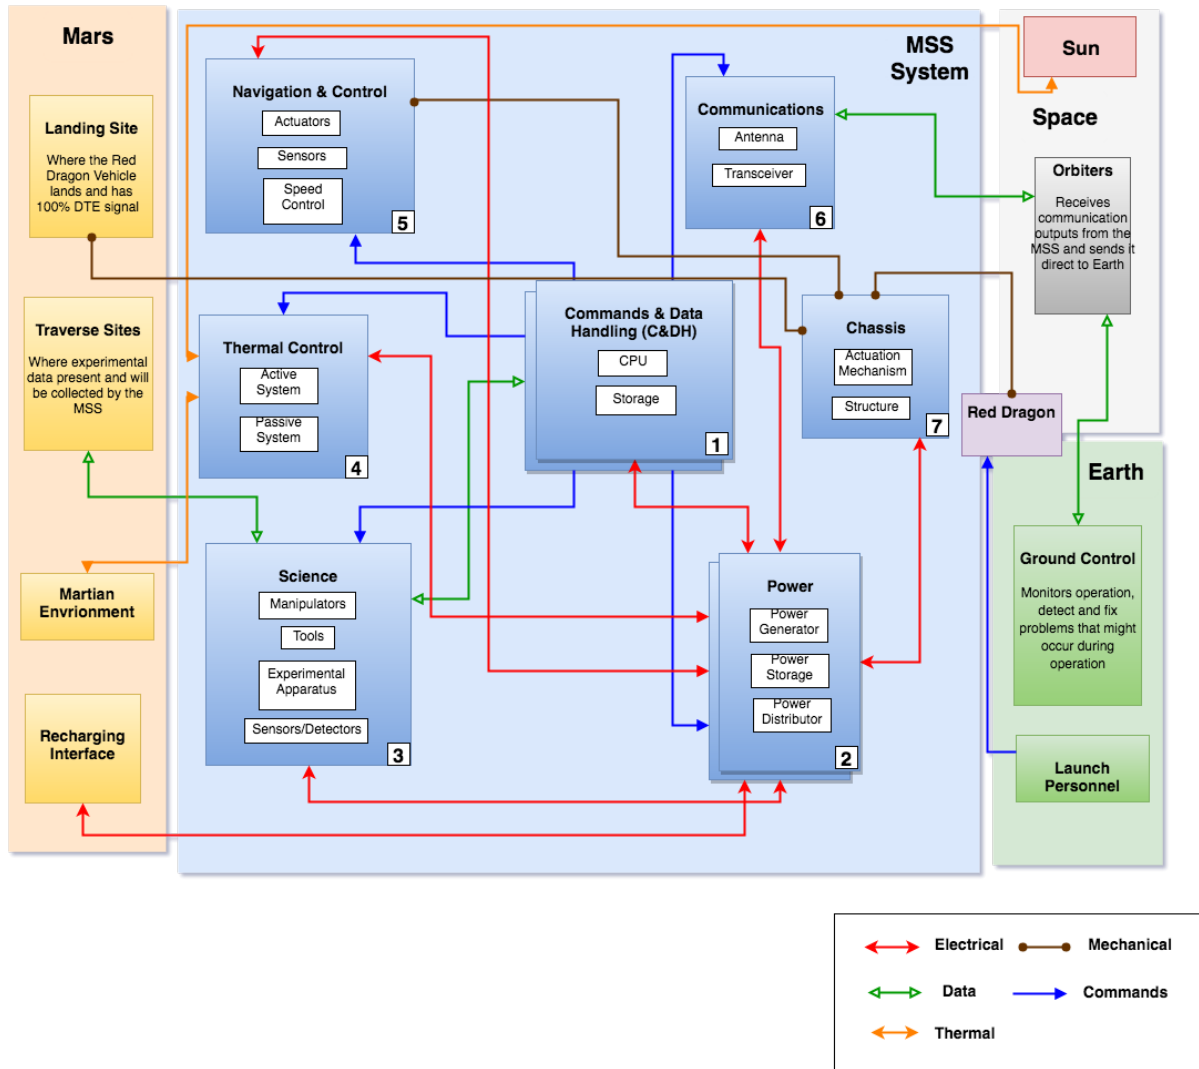 Mars
Landing Site
Where the Red
Dragon Vehicle
lands and has
100% DTE signal
Traverse Sites
Where experimental
data present and will
be collected by the
MSS
Martian
Envrionment
Recharging
Interface
MSS
System
Navigation & Control
Actuators
Sensors
Speed
Control
5
Communications
Antenna
Transceiver
6
Thermal Control
Active
System
Passive
System
4
Commands & Data
Handling (C&DH)
CPU
Storage
1
Chassis
Actuation
Mechanism
Structure
7
Science
Manipulators
Tools
Experimental
Apparatus
Sensors/Detectors
3
Power
Power
Generator
Power
Storage
Power
Distributor
2
Sun
Space
Orbiters
Receives
communication
outputs from the
MSS and sends it
direct to Earth
Red Dragon
Earth
Ground Control
Monitors operation,
detect and fix
problems that might
occur during
operation
Launch
Personnel
Electrical
Mechanical
Data
Commands
Thermal